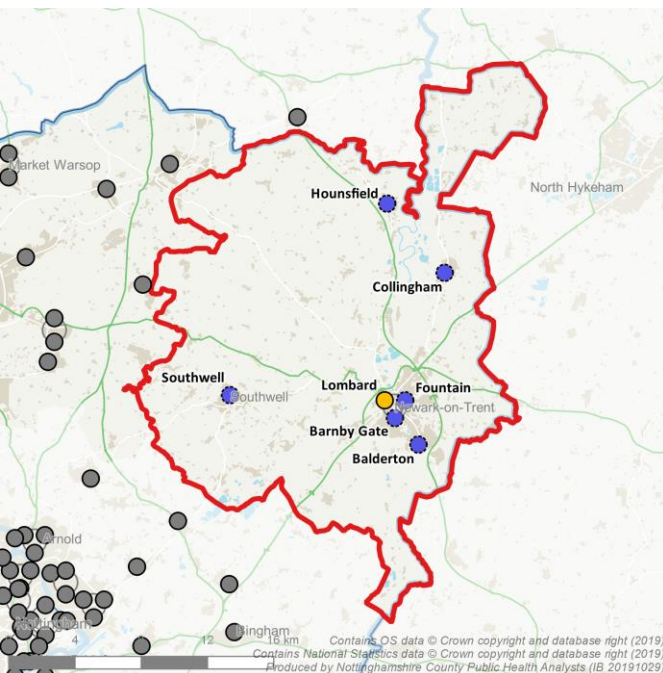 Market Warsop
North Hykeham
Hounsfield
Collingham
Southwell
Southwell
Lombard
Fountain
Newark-on-Trent
Barnby Gate
Balderton
Arnold
Nottingham
Bingham
4
12
16 km
Contains OS data © Crown copyright and database right (2019)
Contains National Statistics data © Crown copyright and database right (2019)
Produced by Nottinghamshire County Public Health Analysts (IB 20191029)